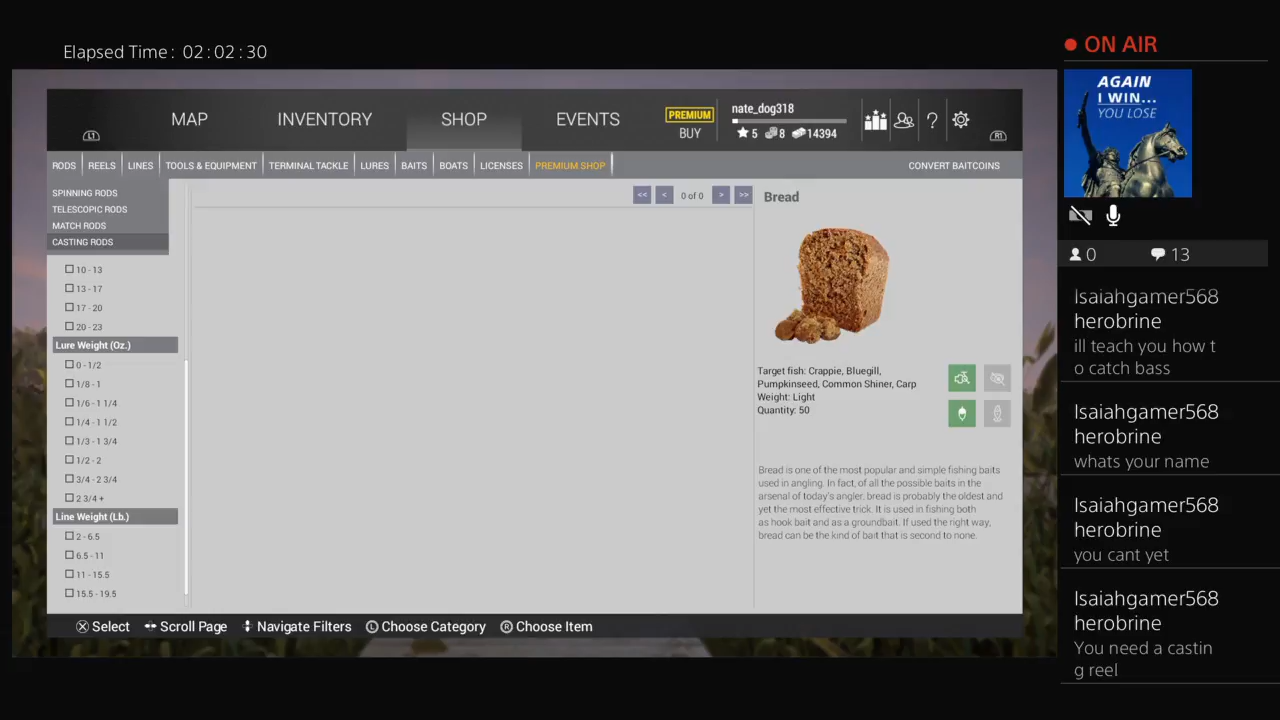 Elapsed Time: 02:02:30
ON AIR
AGAIN
I WIN...
YOU LOSE
MAP
INVENTORY
SHOP
EVENTS
PREMIUM
BUY
nate_dog318
5 8 14394
?
L1
R1
RODS
REELS
LINES
TOOLS & EQUIPMENT
TERMINAL TACKLE
LURES
BAITS
BOATS
LICENSES
PREMIUM SHOP
CONVERT BAITCOINS
SPINNING RODS
TELESCOPIC RODS
MATCH RODS
CASTING RODS
10 - 13
13 - 17
17 - 20
20 - 23
Lure Weight (Oz.)
0 - 1/2
1/8 - 1
1/6 - 1 1/4
1/4 - 1 1/2
1/3 - 1 3/4
1/2 - 2
3/4 - 2 3/4
2 3/4 +
Line Weight (Lb.)
2 - 6.5
6.5 - 11
11 - 15.5
15.5 - 19.5
<< < 0 of 0 > >>
Bread
Target fish: Crappie, Bluegill,
Pumpkinseed, Common Shiner, Carp
Weight: Light
Quantity: 50
Bread is one of the most popular and simple fishing baits
used in angling. In fact, of all the possible baits in the
arsenal of today's angler, bread is probably the oldest and
yet the most effective trick. It is used in fishing both
as hook bait and as a groundbait. If used the right way,
bread can be the kind of bait that is second to none.
Select
Scroll Page
Navigate Filters
L Choose Category
R Choose Item
0
13
Isaiahgamer568
herobrine
ill teach you how t
o catch bass
Isaiahgamer568
herobrine
whats your name
Isaiahgamer568
herobrine
you cant yet
Isaiahgamer568
herobrine
You need a castin
g reel